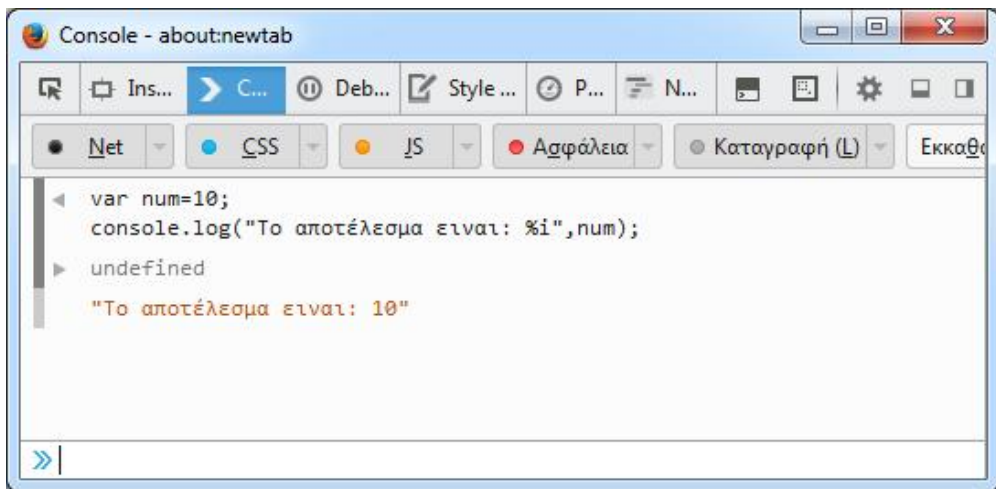 Console - about:newtab
Ins... C... Deb... Style ... P... N...
Net CSS JS Ασφάλεια Καταγραφή (L) Εκκαθα
var num=10;
console.log("Το αποτέλεσμα ειναι: %i",num);
undefined
"Το αποτέλεσμα ειναι: 10"